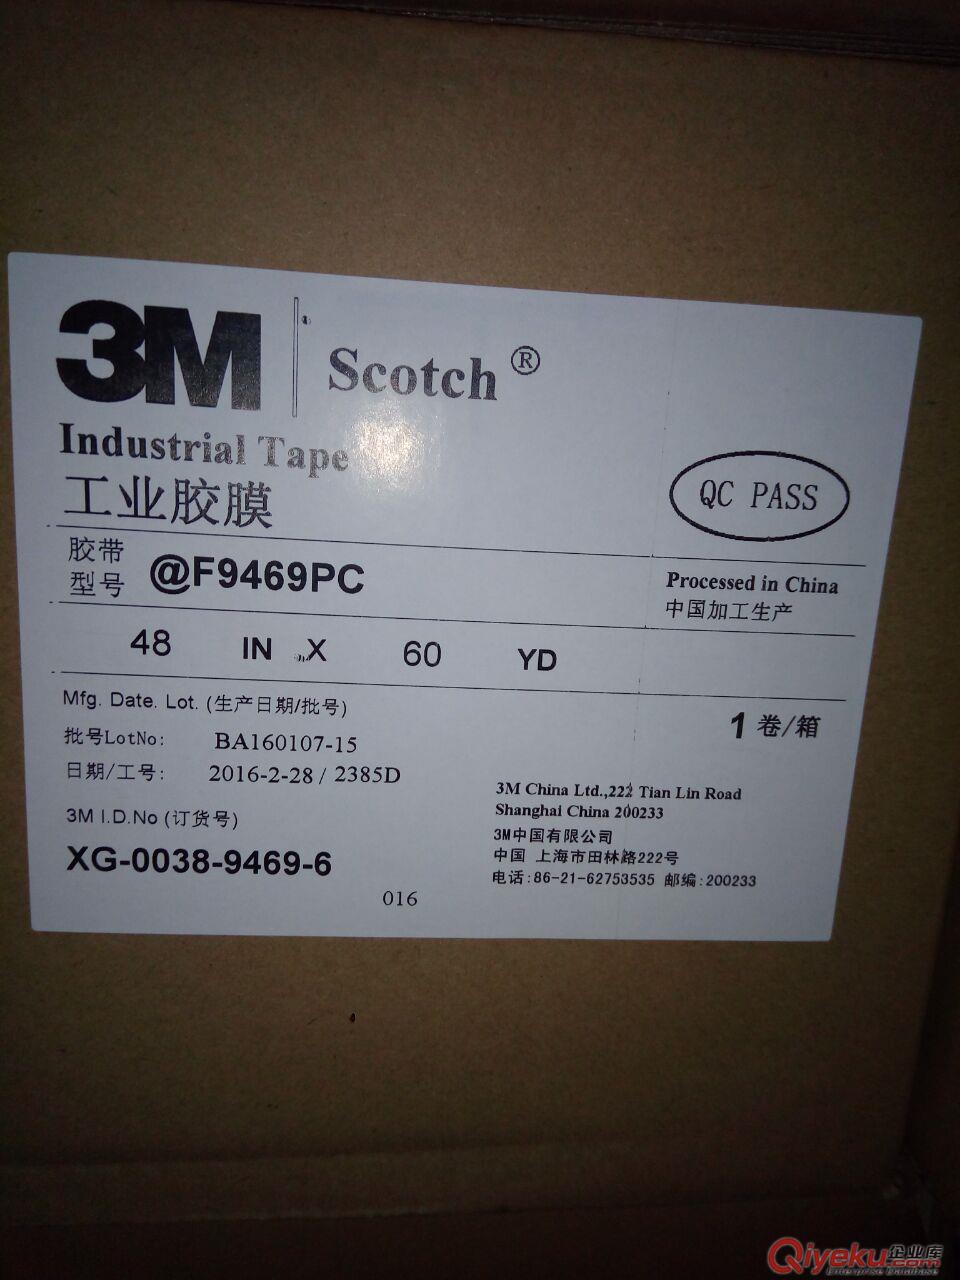 3M Scotch®
Industrial Tape
工业胶膜
QC PASS
胶带
型号 @F9469PC
Processed in China
中国加工生产
48 IN X 60 YD
Mfg. Date. Lot. (生产日期/批号)
1 卷/箱
批号LotNo: BA160107-15
日期/工号: 2016-2-28 / 2385D
3M I.D.No (订货号)
XG-0038-9469-6
016
3M China Ltd.,222 Tian Lin Road
Shanghai China 200233
3M中国有限公司
中国 上海市田林路222号
电话:86-21-62753535 邮编:200233
Qiyeku企业库
.com
Enterprise Database